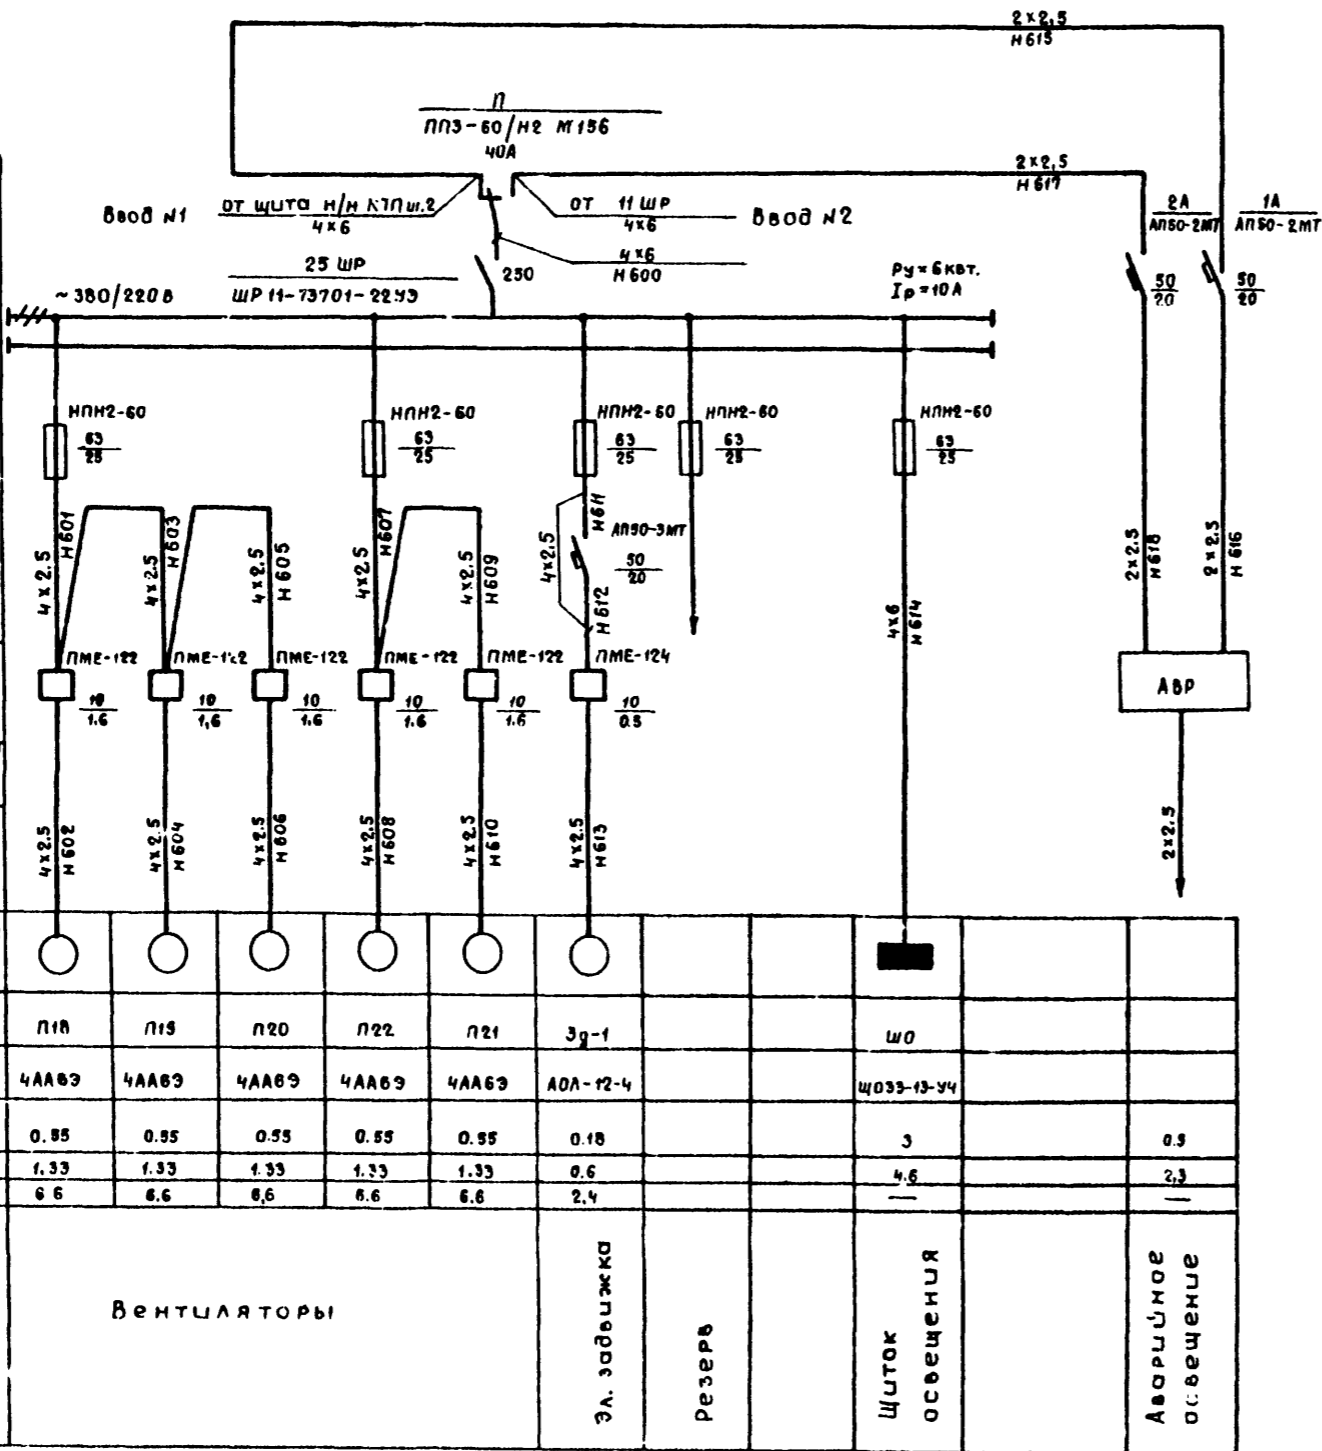 2×2,5
Н615
П
ПП3-60/Н2 М156
40А
2×2,5
Н617
Ввод N1
от щита н/н КТП ш.2
4×6
от 11 ШР
4×6
Ввод N2
2А
АП50-2МТ
1А
АП50-2МТ
4×6
Н600
25 ШР
ШР 11-73701-22У3
250
~380/220В
Ру=6квт.
Iр=10А
50
20
50
20
НПН2-60
63
25
НПН2-60
63
25
НПН2-60
63
25
НПН2-60
63
25
НПН2-60
63
25
4×2.5
Н601
4×2.5
Н603
4×2.5
Н605
4×2.5
Н607
4×2.5
Н609
4×2.5
Н611
АП50-3МТ
50
20
Н612
4×6
Н614
2×2.5
Н618
2×2.5
Н616
ПМЕ-122
10
1.6
ПМЕ-122
10
1,6
ПМЕ-122
10
1.6
ПМЕ-122
10
1.6
ПМЕ-122
10
1.6
ПМЕ-124
10
0.5
АВР
4×2.5
Н602
4×2.5
Н604
4×2.5
Н606
4×2.5
Н608
4×2.5
Н610
4×2.5
Н613
2×2.5
П18 П19 П20 П22 П21 Зд-1 ШО
4АА63 4АА63 4АА63 4АА63 4АА63 АОЛ-12-4 ЩО33-13-У4
0.55 0.55 0.55 0.55 0.55 0.18 3 0.5
1.33 1.33 1.33 1.33 1.33 0.6 4.6 2,3
6 6 6.6 6,6 6.6 6.6 2,4 — —
Вентиляторы
Эл. задвижка
Резерв
Щиток
освещения
Аварийное
освещение